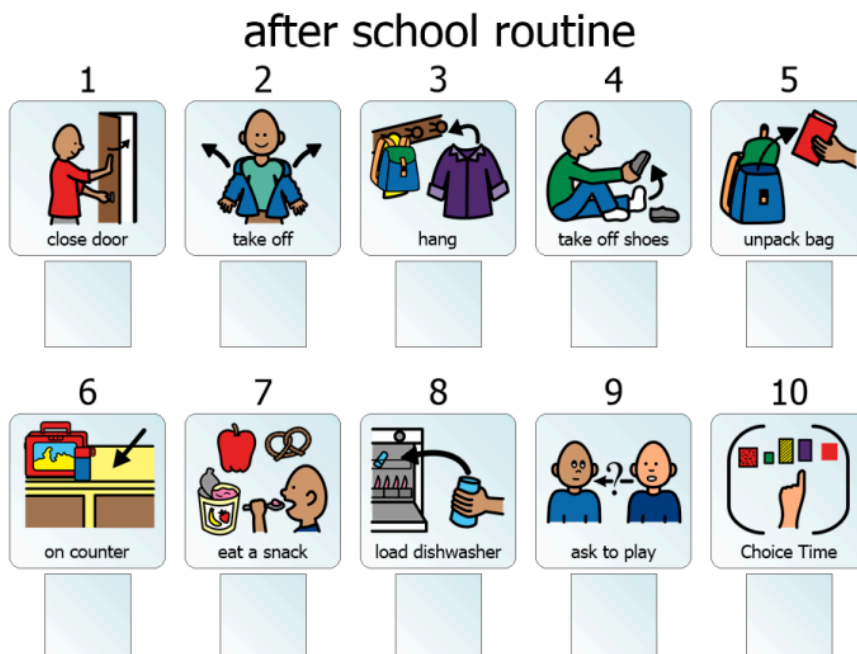 after school routine
1 2 3 4 5
close door take off hang take off shoes unpack bag
6 7 8 9 10
on counter eat a snack load dishwasher ask to play Choice Time
?